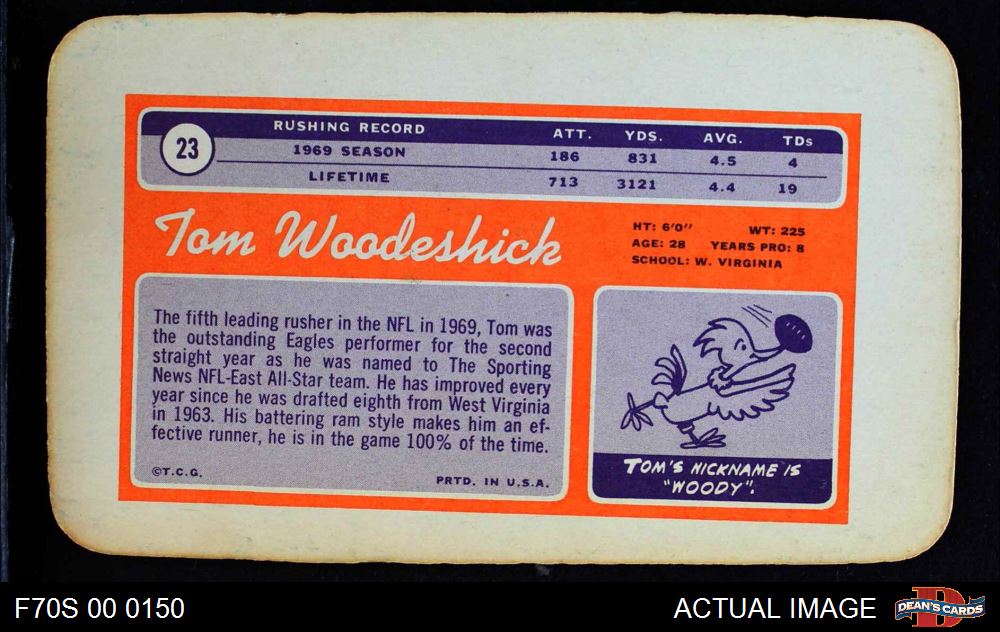 23
RUSHING RECORD ATT. YDS. AVG. TDs
1969 SEASON 186 831 4.5 4
LIFETIME 713 3121 4.4 19
Tom Woodeshick
HT: 6'0" WT: 225
AGE: 28 YEARS PRO: 8
SCHOOL: W. VIRGINIA
The fifth leading rusher in the NFL in 1969, Tom was
the outstanding Eagles performer for the second
straight year as he was named to The Sporting
News NFL-East All-Star team. He has improved every
year since he was drafted eighth from West Virginia
in 1963. His battering ram style makes him an ef-
fective runner, he is in the game 100% of the time.
©T.C.G. PRTD. IN U.S.A.
TOM'S NICKNAME IS
"WOODY".
F70S 00 0150 ACTUAL IMAGE DEAN'S CARDS